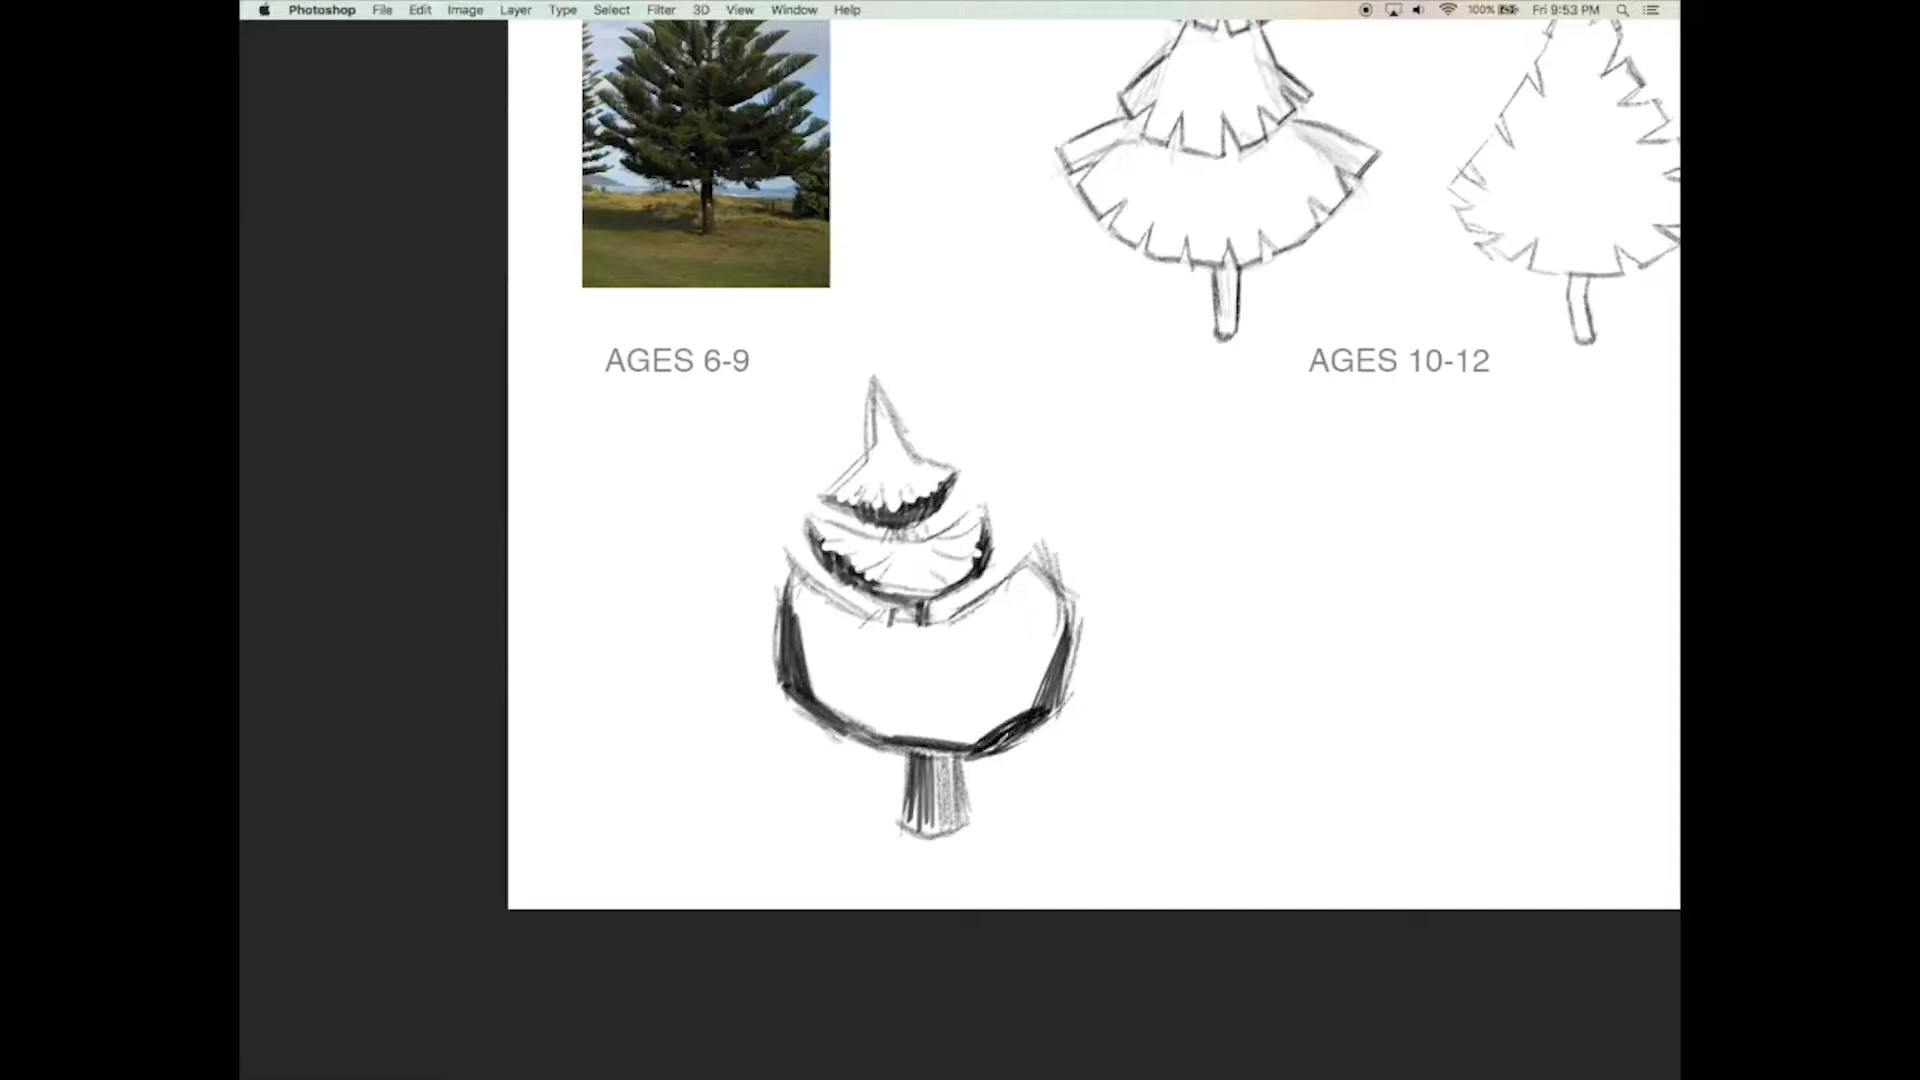 Photoshop File Edit Image Layer Type Select Filter 3D View Window Help 100% Fri 9:53 PM
AGES 6-9 AGES 10-12